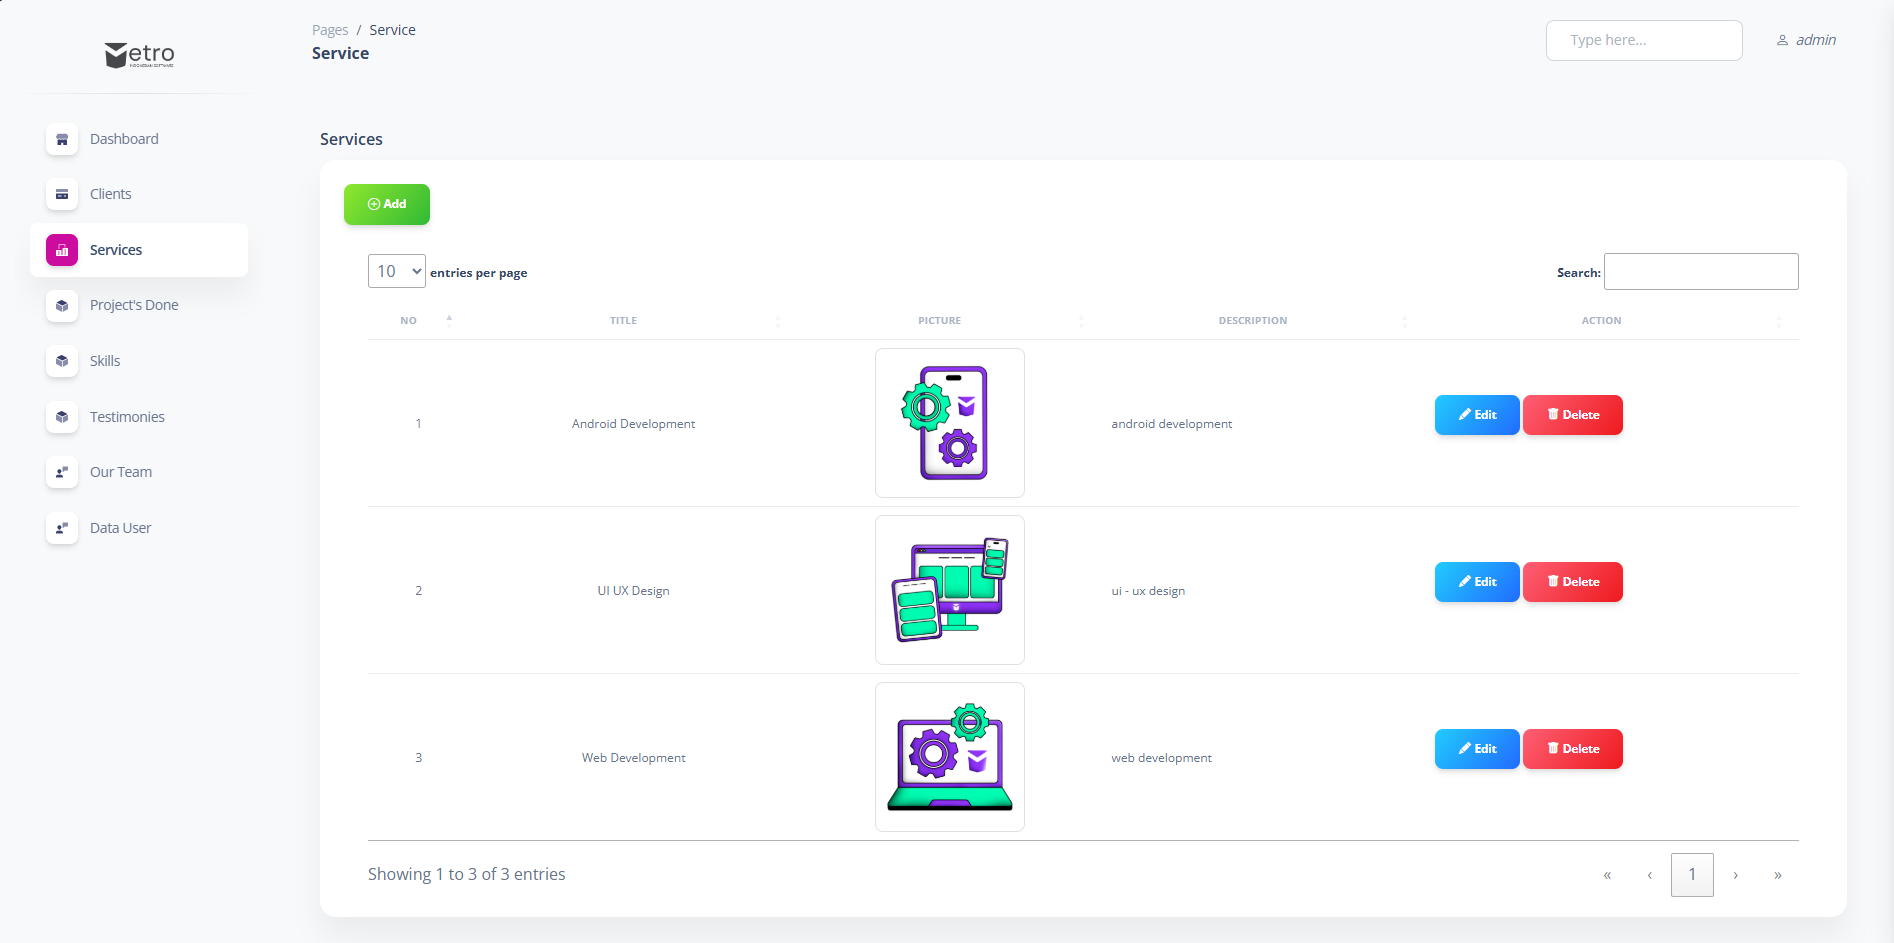 etro
INDONESIAN SOFTWARE
Pages / Service
Service
Type here...
admin
Dashboard
Clients
Services
Project's Done
Skills
Testimonies
Our Team
Data User
Services
Add
10 entries per page
Search:
NO TITLE PICTURE DESCRIPTION ACTION
1 Android Development android development Edit Delete
2 UI UX Design ui - ux design Edit Delete
3 Web Development web development Edit Delete
Showing 1 to 3 of 3 entries
« ‹ 1 › »